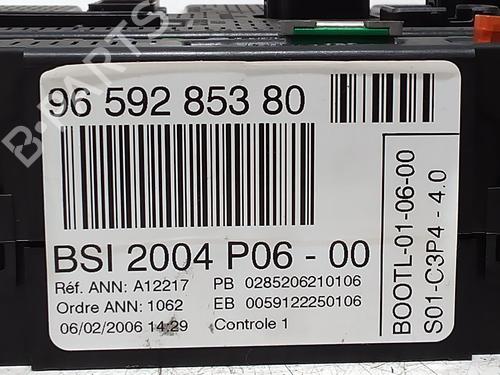 96 592 853 80
BSI 2004 P06 - 00
Réf. ANN: A12217 PB 0285206210106
Ordre ANN: 1062 EB 0059122250106
06/02/2006 14:29 Controle 1
BOOTL-01-06-00
S01-C3P4 - 4.0
B-PARTS